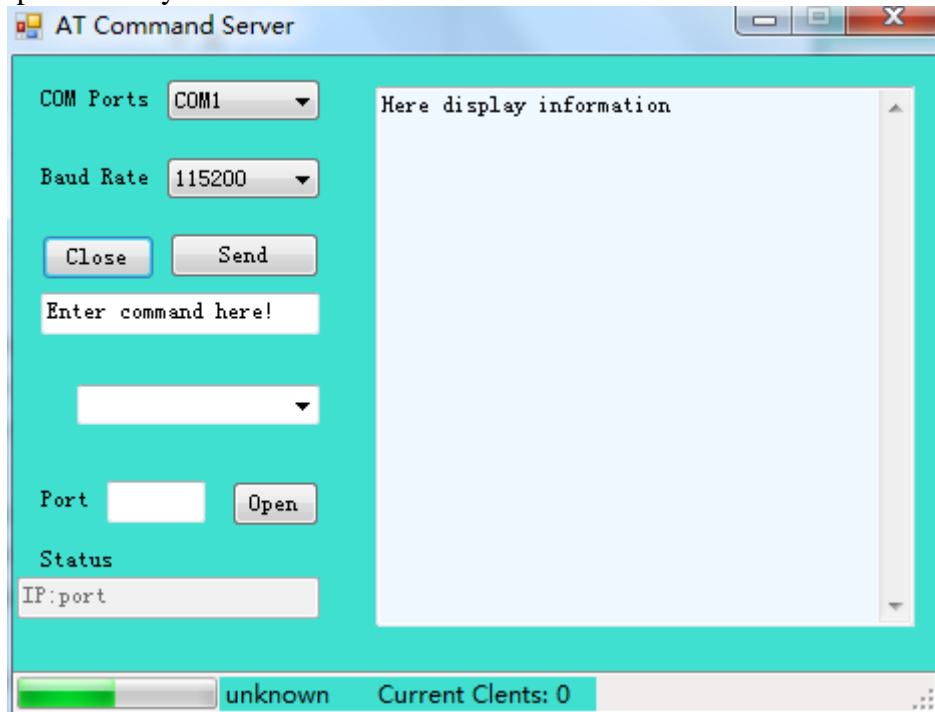 AT Command Server
COM Ports COM1
Here display information
Baud Rate 115200
Close Send
Enter command here!
Port Open
Status
IP:port
unknown Current Clents: 0